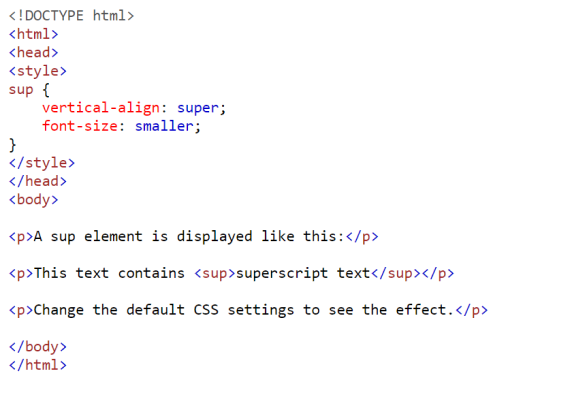 <!DOCTYPE html>
<html>
<head>
<style>
sup {
    vertical-align: super;
    font-size: smaller;
}
</style>
</head>
<body>

<p>A sup element is displayed like this:</p>

<p>This text contains <sup>superscript text</sup></p>

<p>Change the default CSS settings to see the effect.</p>

</body>
</html>